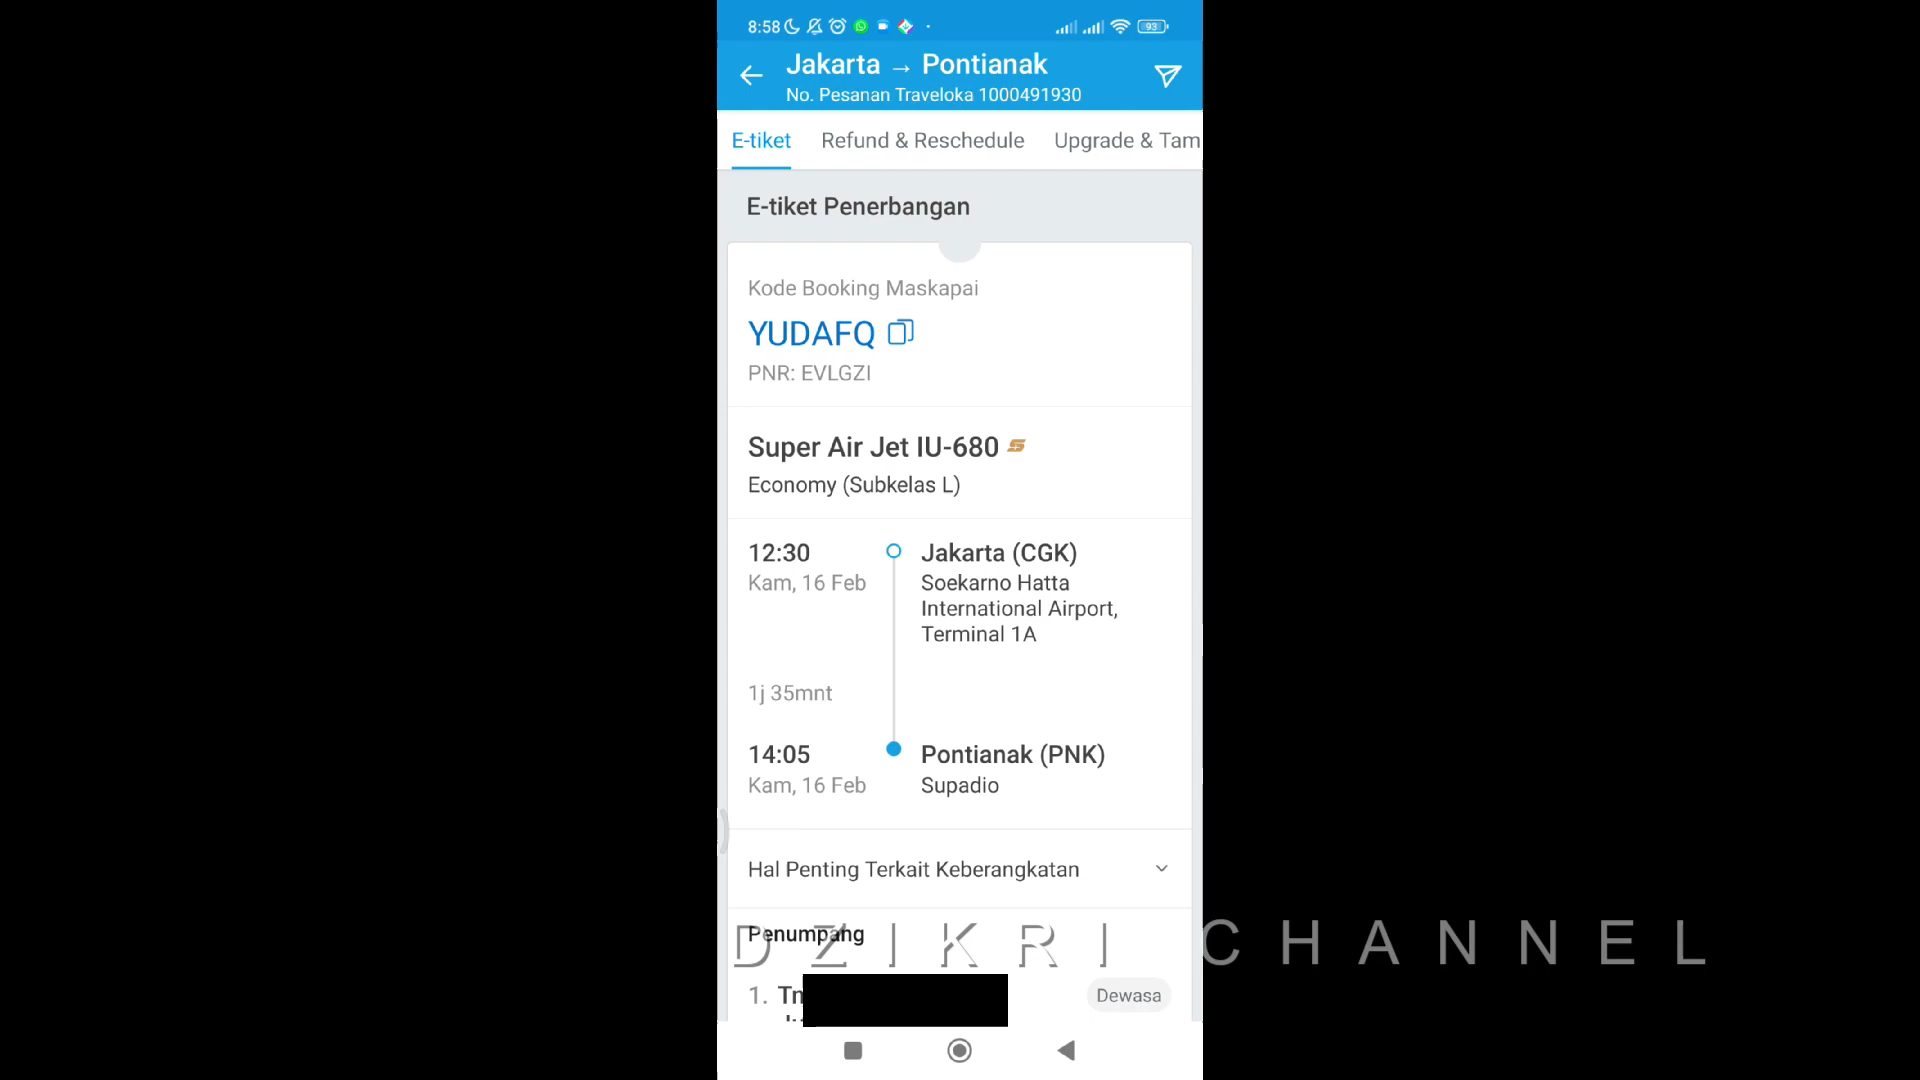 8:58
93
Jakarta → Pontianak
No. Pesanan Traveloka 1000491930
E-tiket Refund & Reschedule Upgrade & Tam
E-tiket Penerbangan
Kode Booking Maskapai
YUDAFQ
PNR: EVLGZI
Super Air Jet IU-680
Economy (Subkelas L)
12:30 Jakarta (CGK)
Kam, 16 Feb Soekarno Hatta
International Airport,
Terminal 1A
1j 35mnt
14:05 Pontianak (PNK)
Kam, 16 Feb Supadio
Hal Penting Terkait Keberangkatan
Penumpang
DZIKRI CHANNEL
1. Tn
Dewasa